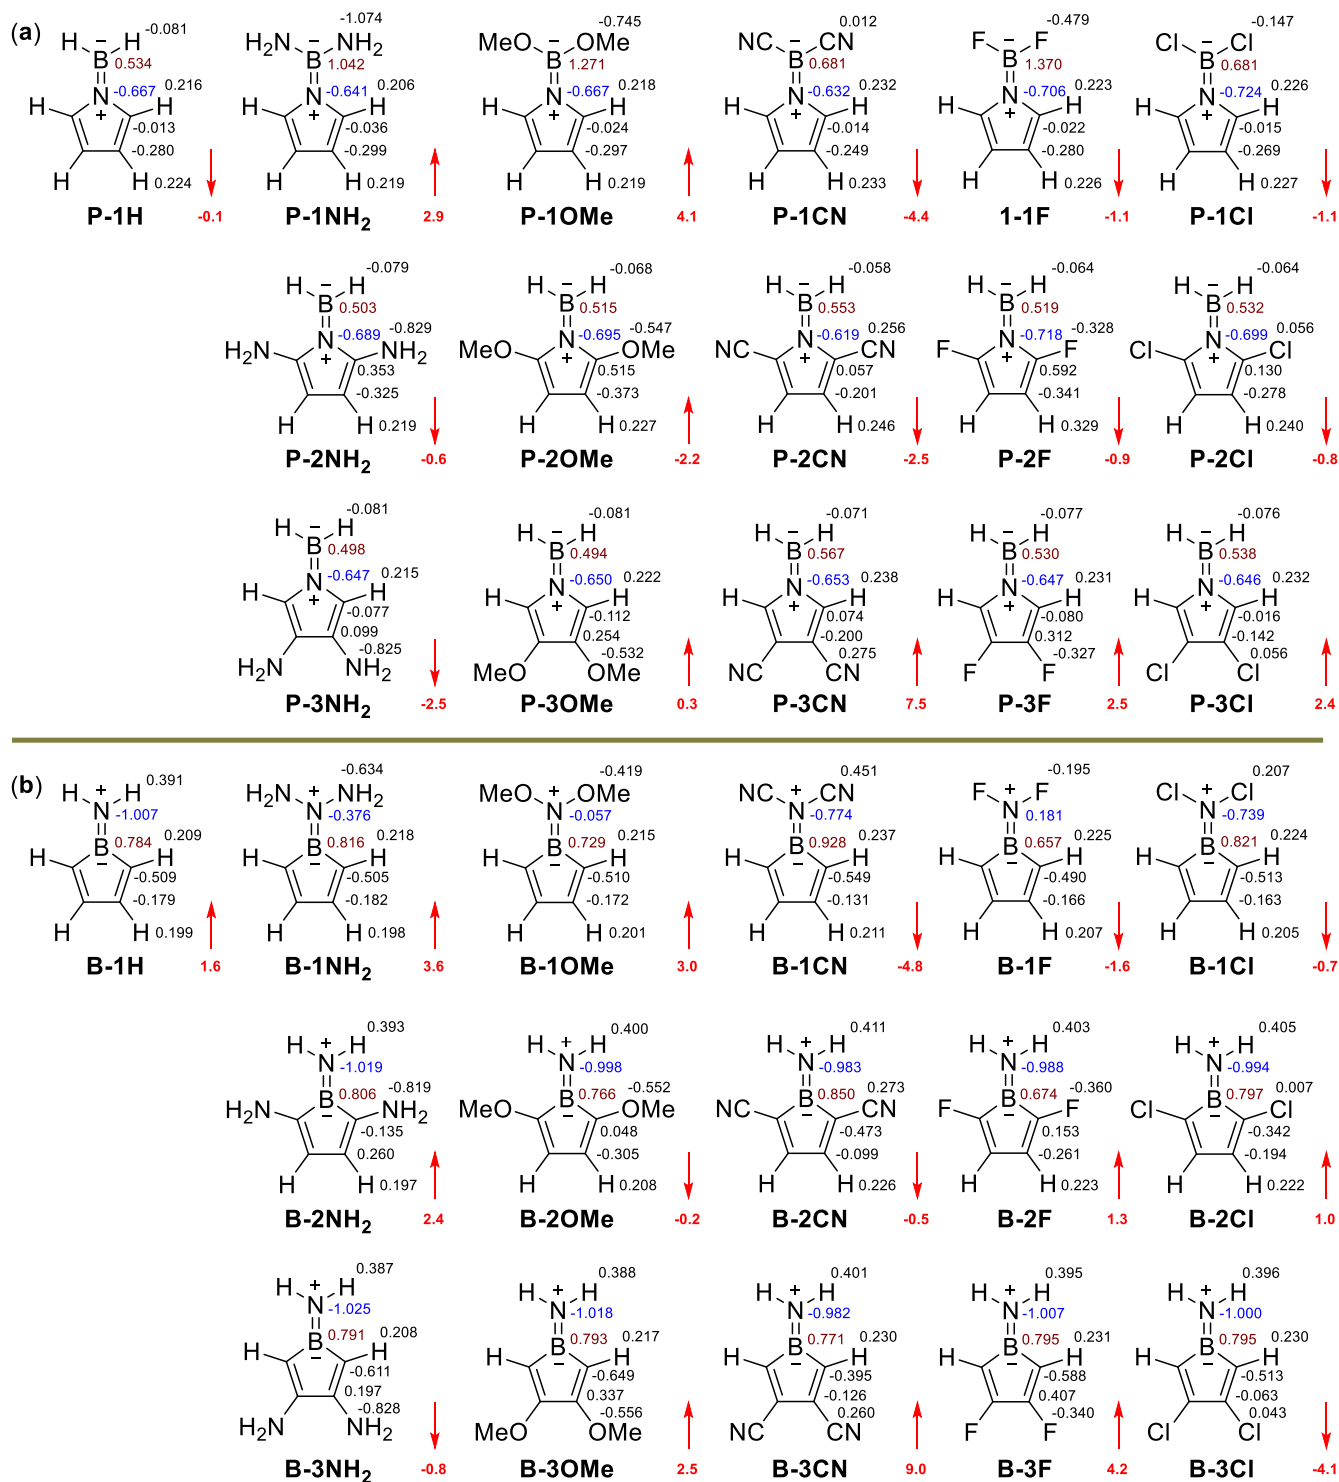 (a)
H H -0.081
B 0.534
N -0.667 0.216
H H
-0.013
-0.280
H H 0.224
P-1H -0.1
-1.074
H₂N NH₂
B 1.042
N -0.641 0.206
H H
-0.036
-0.299
H H 0.219
P-1NH₂ 2.9
-0.745
MeO OMe
B 1.271
N -0.667 0.218
H H
-0.024
-0.297
H H 0.219
P-1OMe 4.1
0.012
NC CN
B 0.681
N -0.632 0.232
H H
-0.014
-0.249
H H 0.233
P-1CN -4.4
-0.479
F F
B 1.370
N -0.706 0.223
H H
-0.022
-0.280
H H 0.226
1-1F -1.1
-0.147
Cl Cl
B 0.681
N -0.724 0.226
H H
-0.015
-0.269
H H 0.227
P-1Cl -1.1
H H -0.079
B 0.503
N -0.689 -0.829
H₂N NH₂
0.353
-0.325
H H 0.219
P-2NH₂ -0.6
H H -0.068
B 0.515
N -0.695 -0.547
MeO OMe
0.515
-0.373
H H 0.227
P-2OMe -2.2
H H -0.058
B 0.553
N -0.619 0.256
NC CN
0.057
-0.201
H H 0.246
P-2CN -2.5
H H -0.064
B 0.519
N -0.718 -0.328
F F
0.592
-0.341
H H 0.329
P-2F -0.9
H H -0.064
B 0.532
N -0.699 0.056
Cl Cl
0.130
-0.278
H H 0.240
P-2Cl -0.8
H H -0.081
B 0.498
N -0.647 0.215
H H
-0.077
0.099
-0.825
H₂N NH₂
P-3NH₂ -2.5
H H -0.081
B 0.494
N -0.650 0.222
H H
-0.112
0.254
-0.532
MeO OMe
P-3OMe 0.3
H H -0.071
B 0.567
N -0.653 0.238
H H
0.074
-0.200
0.275
NC CN
P-3CN 7.5
H H -0.077
B 0.530
N -0.647 0.231
H H
-0.080
0.312
-0.327
F F
P-3F 2.5
H H -0.076
B 0.538
N -0.646 0.232
H H
-0.016
-0.142
0.056
Cl Cl
P-3Cl 2.4
(b)
H H 0.391
N -1.007
B 0.784 0.209
H H
-0.509
-0.179
H H 0.199
B-1H 1.6
-0.634
H₂N NH₂
N -0.376
B 0.816 0.218
H H
-0.505
-0.182
H H 0.198
B-1NH₂ 3.6
-0.419
MeO OMe
N -0.057
B 0.729 0.215
H H
-0.510
-0.172
H H 0.201
B-1OMe 3.0
0.451
NC CN
N -0.774
B 0.928 0.237
H H
-0.549
-0.131
H H 0.211
B-1CN -4.8
-0.195
F F
N 0.181
B 0.657 0.225
H H
-0.490
-0.166
H H 0.207
B-1F -1.6
0.207
Cl Cl
N -0.739
B 0.821 0.224
H H
-0.513
-0.163
H H 0.205
B-1Cl -0.7
H H 0.393
N -1.019
B 0.806 -0.819
H₂N NH₂
-0.135
0.260
H H 0.197
B-2NH₂ 2.4
H H 0.400
N -0.998
B 0.766 -0.552
MeO OMe
0.048
-0.305
H H 0.208
B-2OMe -0.2
H H 0.411
N -0.983
B 0.850 0.273
NC CN
-0.473
-0.099
H H 0.226
B-2CN -0.5
H H 0.403
N -0.988
B 0.674 -0.360
F F
0.153
-0.261
H H 0.223
B-2F 1.3
H H 0.405
N -0.994
B 0.797 0.007
Cl Cl
-0.342
-0.194
H H 0.222
B-2Cl 1.0
H H 0.387
N -1.025
B 0.791 0.208
H H
-0.611
0.197
-0.828
H₂N NH₂
B-3NH₂ -0.8
H H 0.388
N -1.018
B 0.793 0.217
H H
-0.649
0.337
-0.556
MeO OMe
B-3OMe 2.5
H H 0.401
N -0.982
B 0.771 0.230
H H
-0.395
-0.126
0.260
NC CN
B-3CN 9.0
H H 0.395
N -1.007
B 0.795 0.231
H H
-0.588
0.407
-0.340
F F
B-3F 4.2
H H 0.396
N -1.000
B 0.795 0.230
H H
-0.513
-0.063
0.043
Cl Cl
B-3Cl -4.1